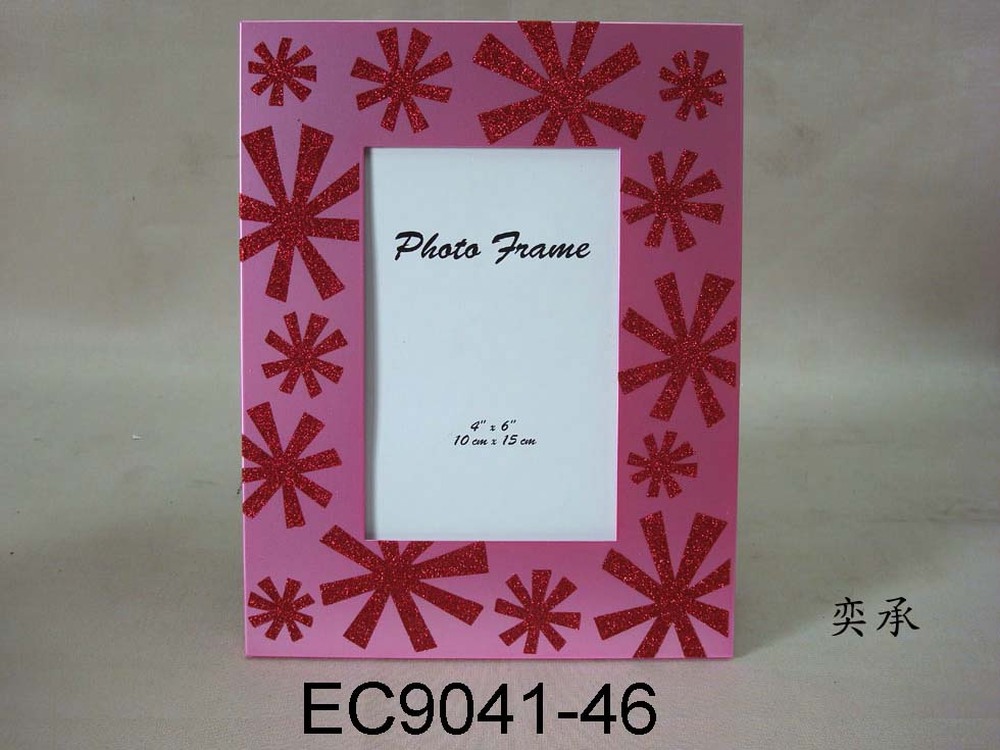 Photo Frame
4" x 6"
10 cm x 15 cm
奕承
EC9041-46